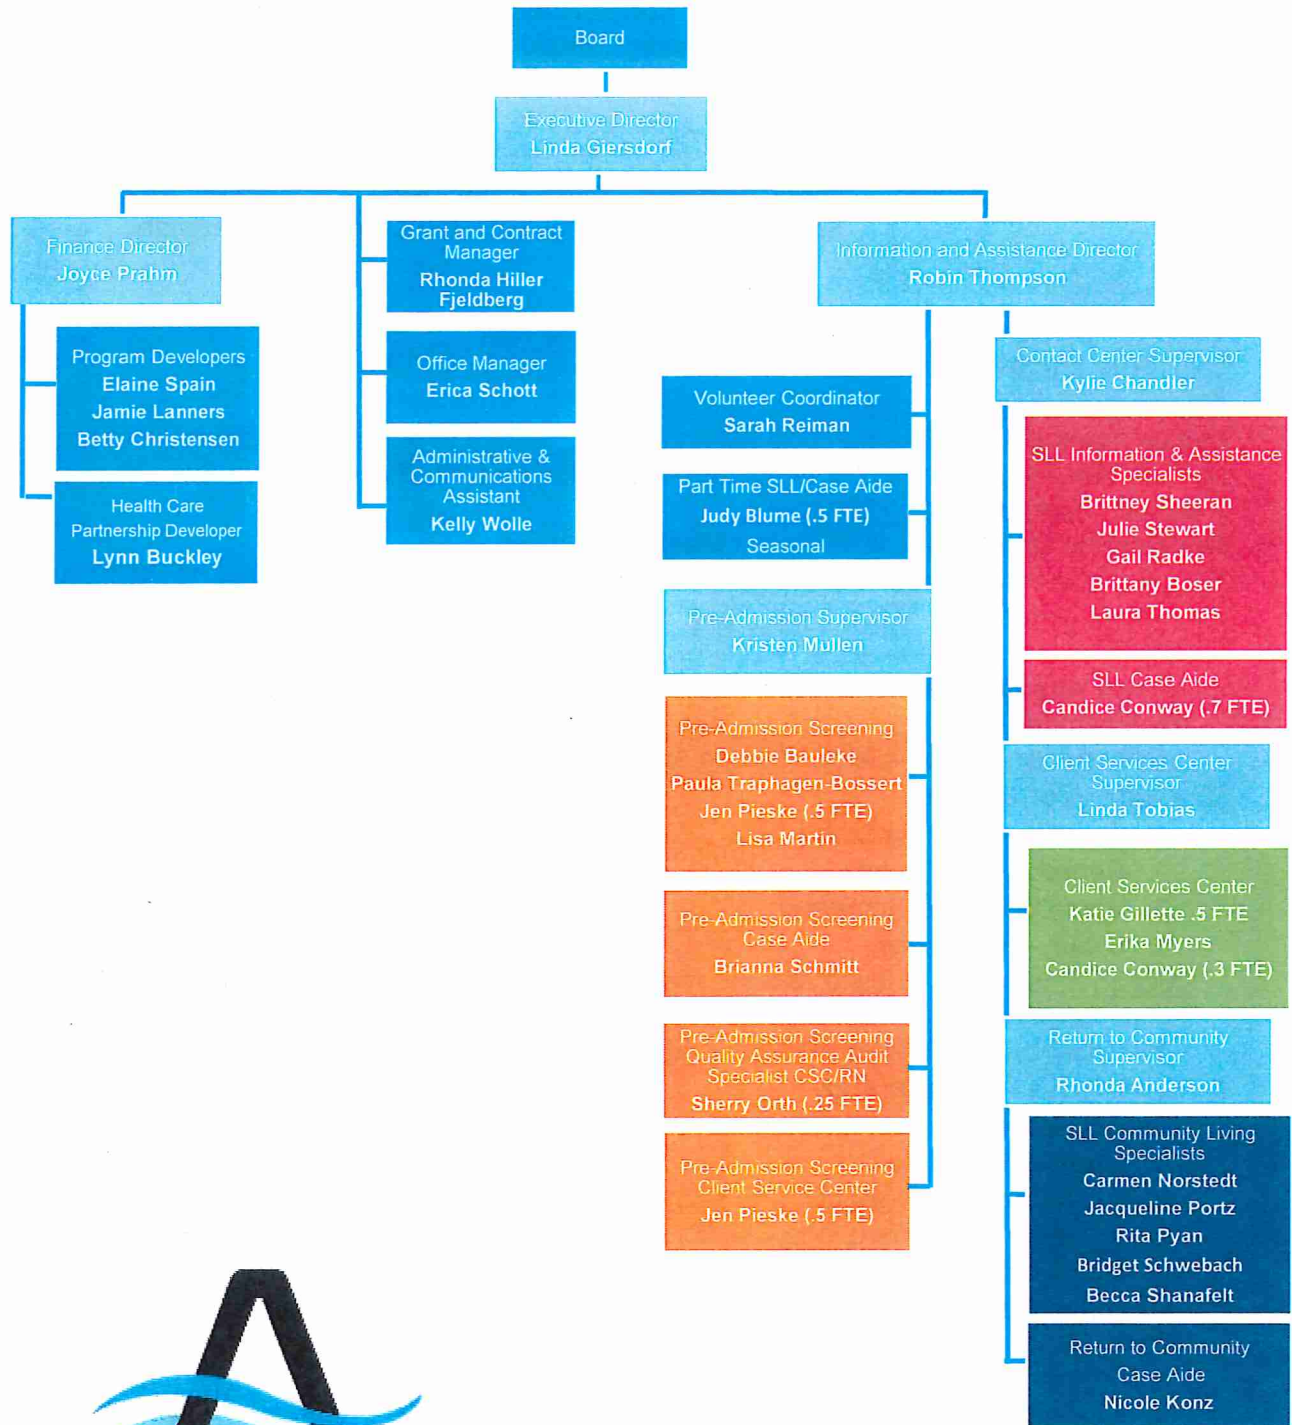 Board
Executive Director
Linda Giersdorf
Finance Director
Joyce Prahm
Program Developers
Elaine Spain
Jamie Lanners
Betty Christensen
Health Care
Partnership Developer
Lynn Buckley
Grant and Contract
Manager
Rhonda Hiller
Fjeldberg
Office Manager
Erica Schott
Administrative &
Communications
Assistant
Kelly Wolle
Information and Assistance Director
Robin Thompson
Volunteer Coordinator
Sarah Reiman
Part Time SLL/Case Aide
Judy Blume (.5 FTE)
Seasonal
Pre-Admission Supervisor
Kristen Mullen
Pre-Admission Screening
Debbie Bauleke
Paula Traphagen-Bossert
Jen Pieske (.5 FTE)
Lisa Martin
Pre-Admission Screening
Case Aide
Brianna Schmitt
Pre-Admission Screening
Quality Assurance Audit
Specialist CSC/RN
Sherry Orth (.25 FTE)
Pre-Admission Screening
Client Service Center
Jen Pieske (.5 FTE)
Contact Center Supervisor
Kylie Chandler
SLL Information & Assistance
Specialists
Brittney Sheeran
Julie Stewart
Gail Radke
Brittany Boser
Laura Thomas
SLL Case Aide
Candice Conway (.7 FTE)
Client Services Center
Supervisor
Linda Tobias
Client Services Center
Katie Gillette .5 FTE
Erika Myers
Candice Conway (.3 FTE)
Return to Community
Supervisor
Rhonda Anderson
SLL Community Living
Specialists
Carmen Norstedt
Jacqueline Portz
Rita Pyan
Bridget Schwebach
Becca Shanafelt
Return to Community
Case Aide
Nicole Konz
A